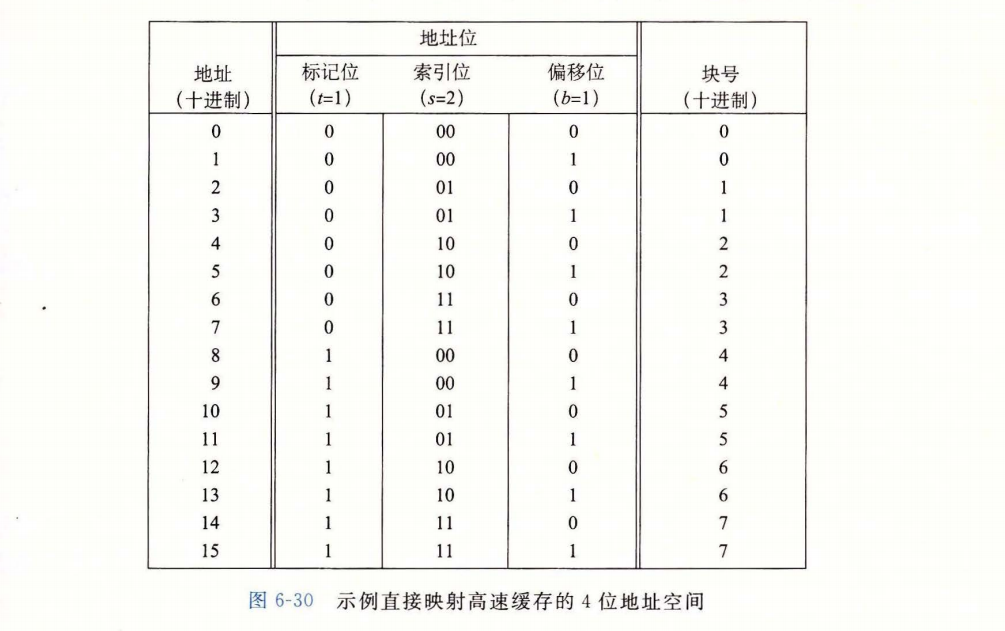 地址位
地址
（十进制）
标记位
(t=1)
索引位
(s=2)
偏移位
(b=1)
块号
（十进制）
0 0 00 0 0
1 0 00 1 0
2 0 01 0 1
3 0 01 1 1
4 0 10 0 2
5 0 10 1 2
6 0 11 0 3
7 0 11 1 3
8 1 00 0 4
9 1 00 1 4
10 1 01 0 5
11 1 01 1 5
12 1 10 0 6
13 1 10 1 6
14 1 11 0 7
15 1 11 1 7
图 6-30 示例直接映射高速缓存的 4 位地址空间